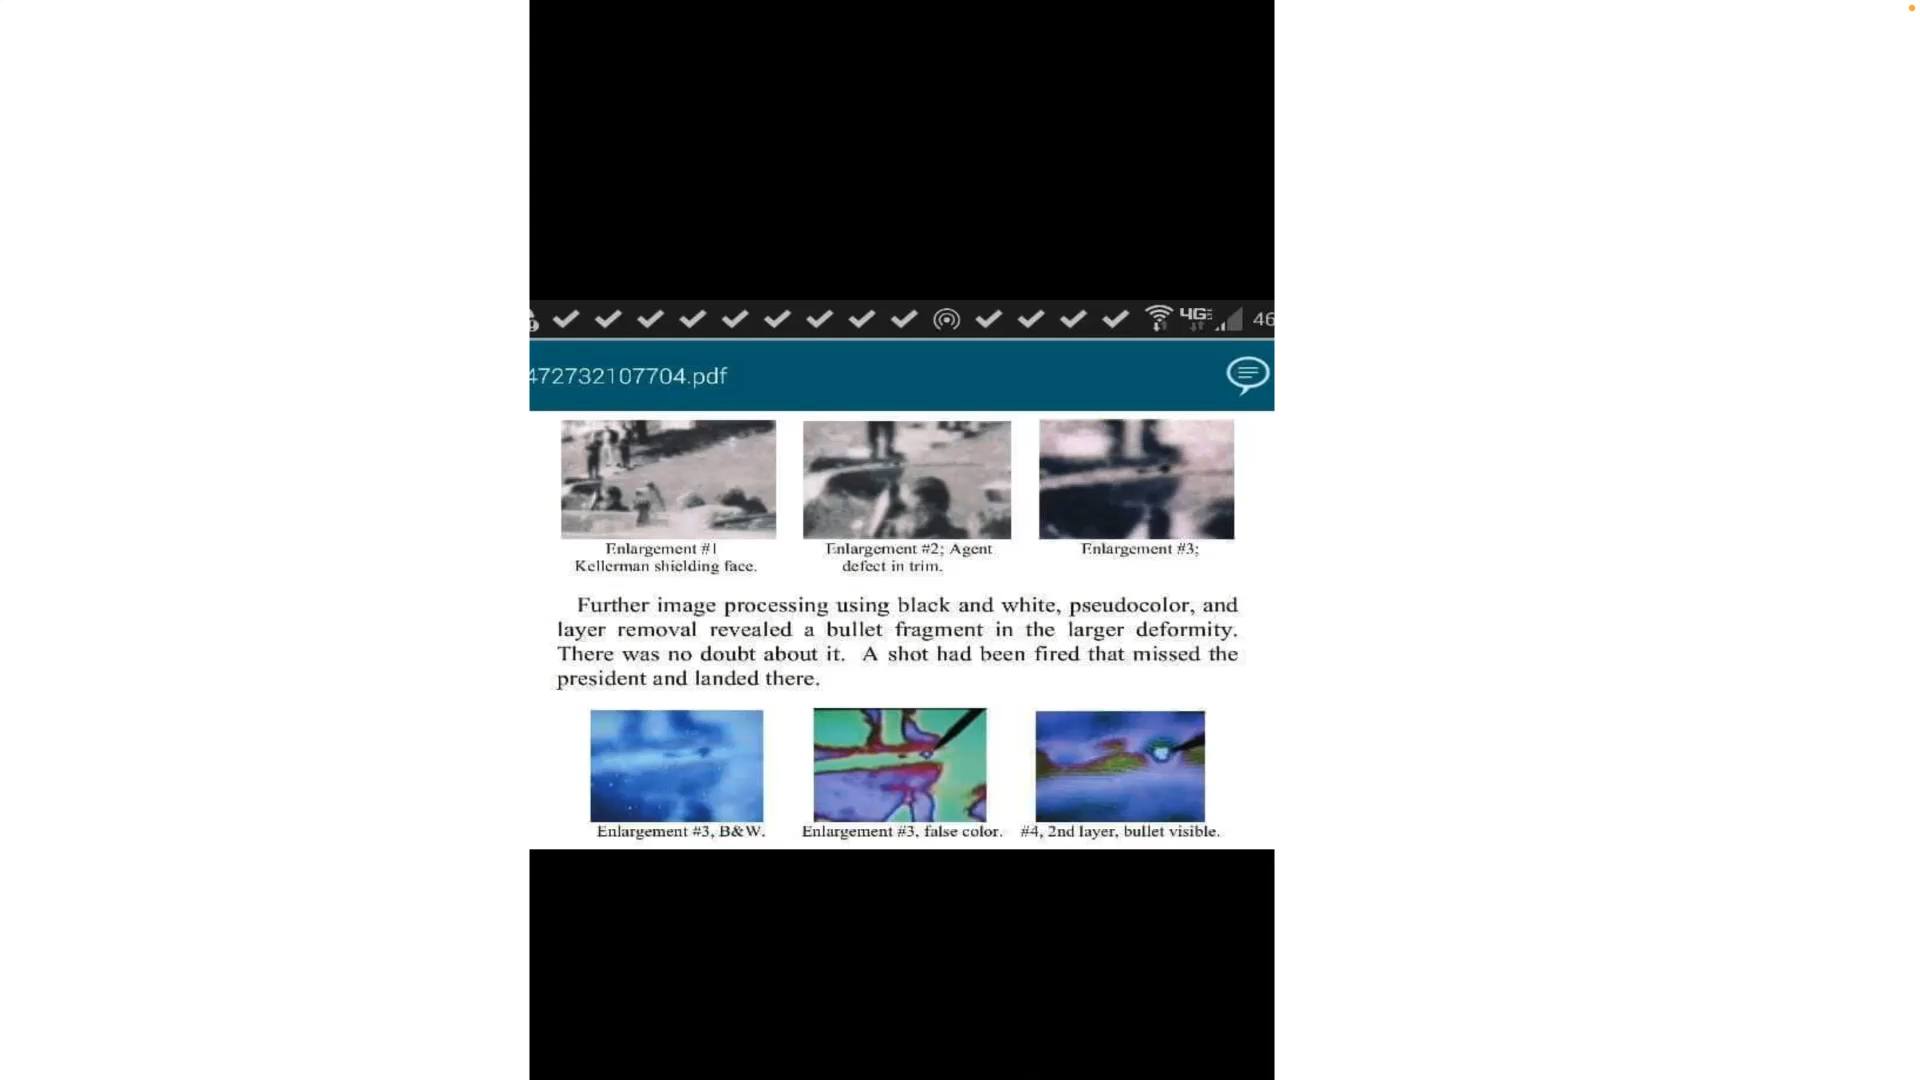 46
472732107704.pdf
Enlargement #1
Kellerman shielding face.
Enlargement #2; Agent
defect in trim.
Enlargement #3;
Further image processing using black and white, pseudocolor, and
layer removal revealed a bullet fragment in the larger deformity.
There was no doubt about it. A shot had been fired that missed the
president and landed there.
Enlargement #3, B&W.
Enlargement #3, false color.
#4, 2nd layer, bullet visible.